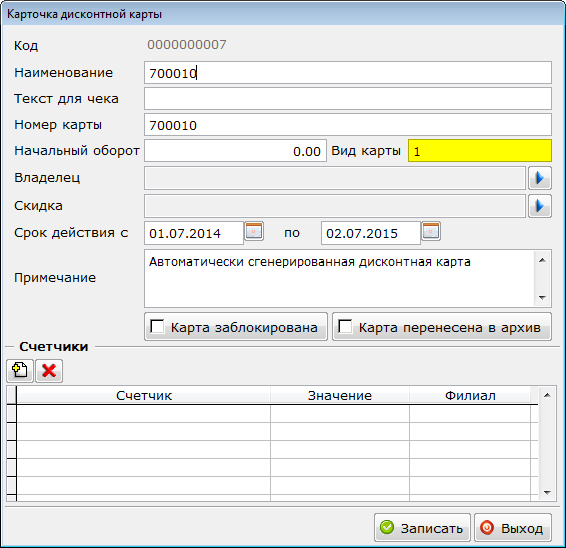 Карточка дисконтной карты
Код 0000000007
Наименование 700010
Текст для чека
Номер карты 700010
Начальный оборот 0.00 Вид карты 1
Владелец
Скидка
Срок действия с 01.07.2014 по 02.07.2015
Примечание Автоматически сгенерированная дисконтная карта
Карта заблокирована Карта перенесена в архив
Счетчики
Счетчик Значение Филиал
Записать Выход